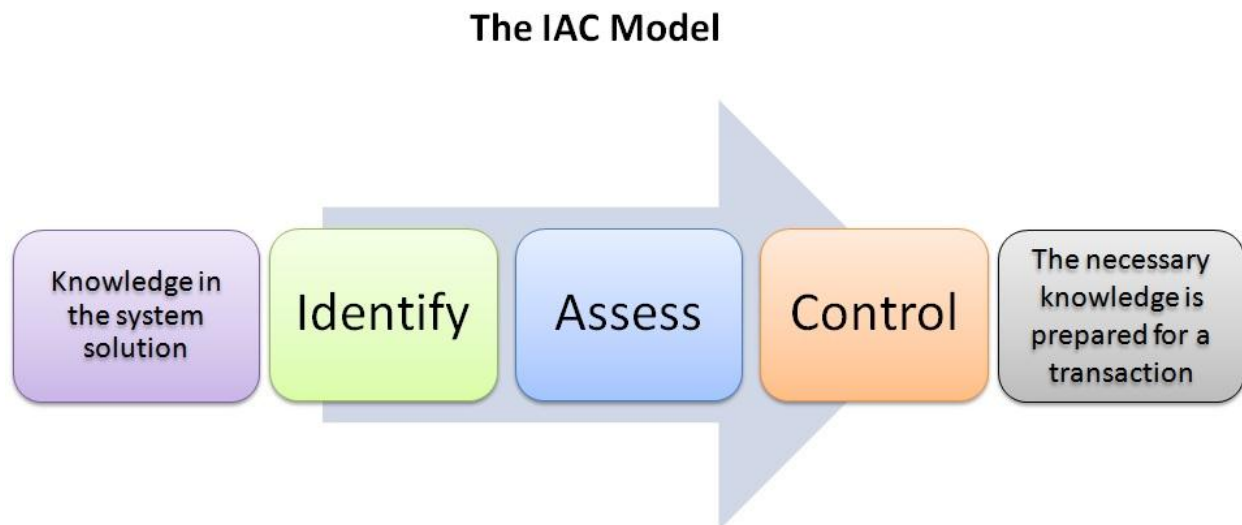 The IAC Model
Knowledge in
the system
solution
Identify
Assess
Control
The necessary
knowledge is
prepared for a
transaction